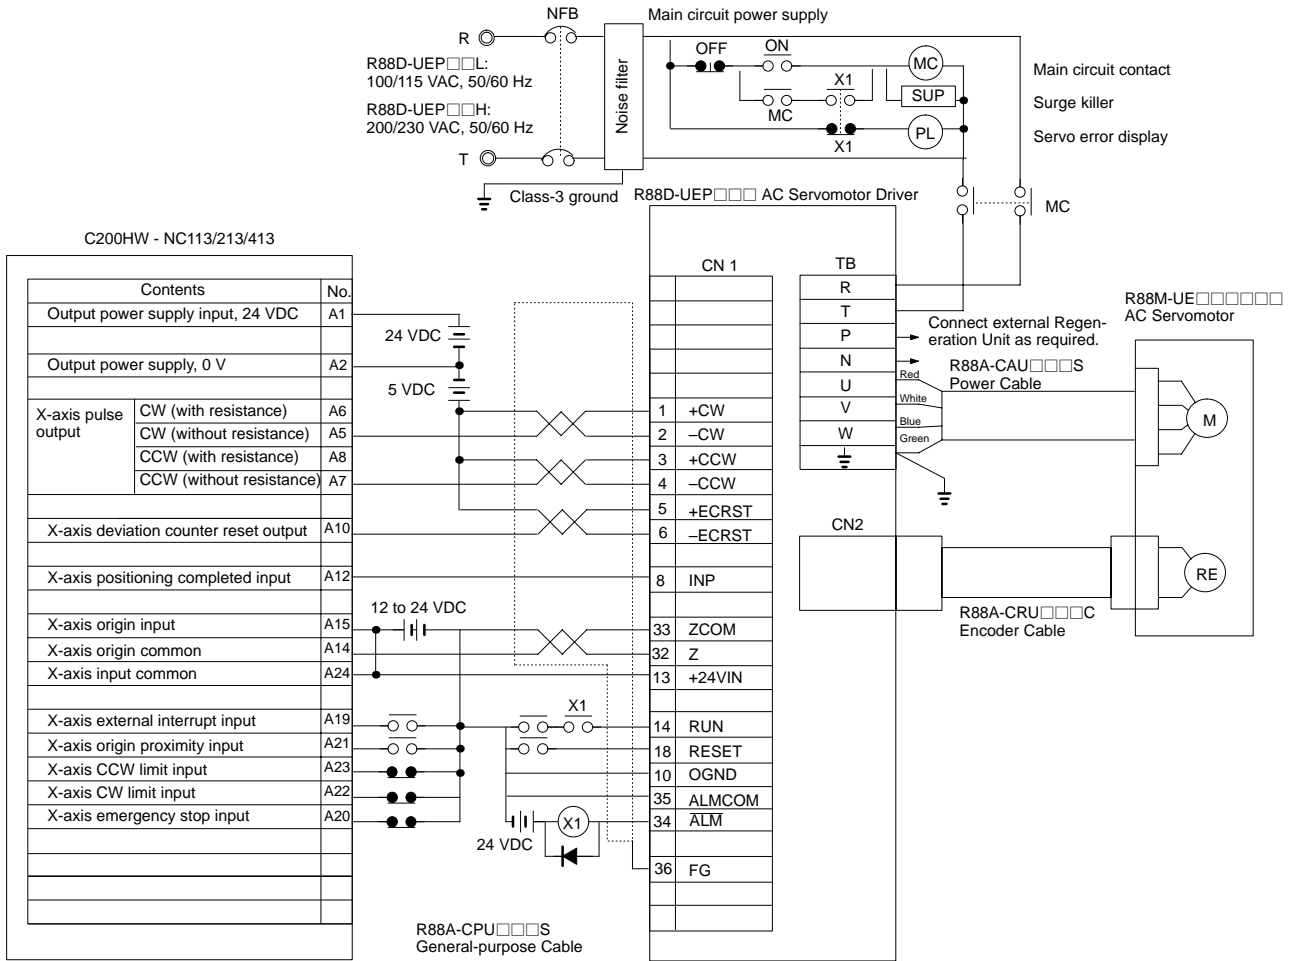 NFB
Main circuit power supply
R
OFF
ON
MC
R88D-UEP□□L:
100/115 VAC, 50/60 Hz
Noise filter
X1
SUP
Main circuit contact
Surge killer
R88D-UEP□□H:
200/230 VAC, 50/60 Hz
MC
PL
Servo error display
X1
T
Class-3 ground
R88D-UEP□□□ AC Servomotor Driver
MC
C200HW - NC113/213/413
CN 1
TB
Contents No.
Output power supply input, 24 VDC A1
Output power supply, 0 V A2
X-axis pulse
output
CW (with resistance) A6
CW (without resistance) A5
CCW (with resistance) A8
CCW (without resistance) A7
X-axis deviation counter reset output A10
X-axis positioning completed input A12
X-axis origin input A15
X-axis origin common A14
X-axis input common A24
X-axis external interrupt input A19
X-axis origin proximity input A21
X-axis CCW limit input A23
X-axis CW limit input A22
X-axis emergency stop input A20
24 VDC
5 VDC
12 to 24 VDC
X1
X1
24 VDC
1 +CW
2 –CW
3 +CCW
4 –CCW
5 +ECRST
6 –ECRST
8 INP
33 ZCOM
32 Z
13 +24VIN
14 RUN
18 RESET
10 OGND
35 ALMCOM
34 ALM
36 FG
R
T
P
N
U
V
W
CN2
Connect external Regen-
eration Unit as required.
Red
White
Blue
Green
R88A-CAU□□□S
Power Cable
R88M-UE□□□□□□
AC Servomotor
M
RE
R88A-CRU□□□C
Encoder Cable
R88A-CPU□□□S
General-purpose Cable